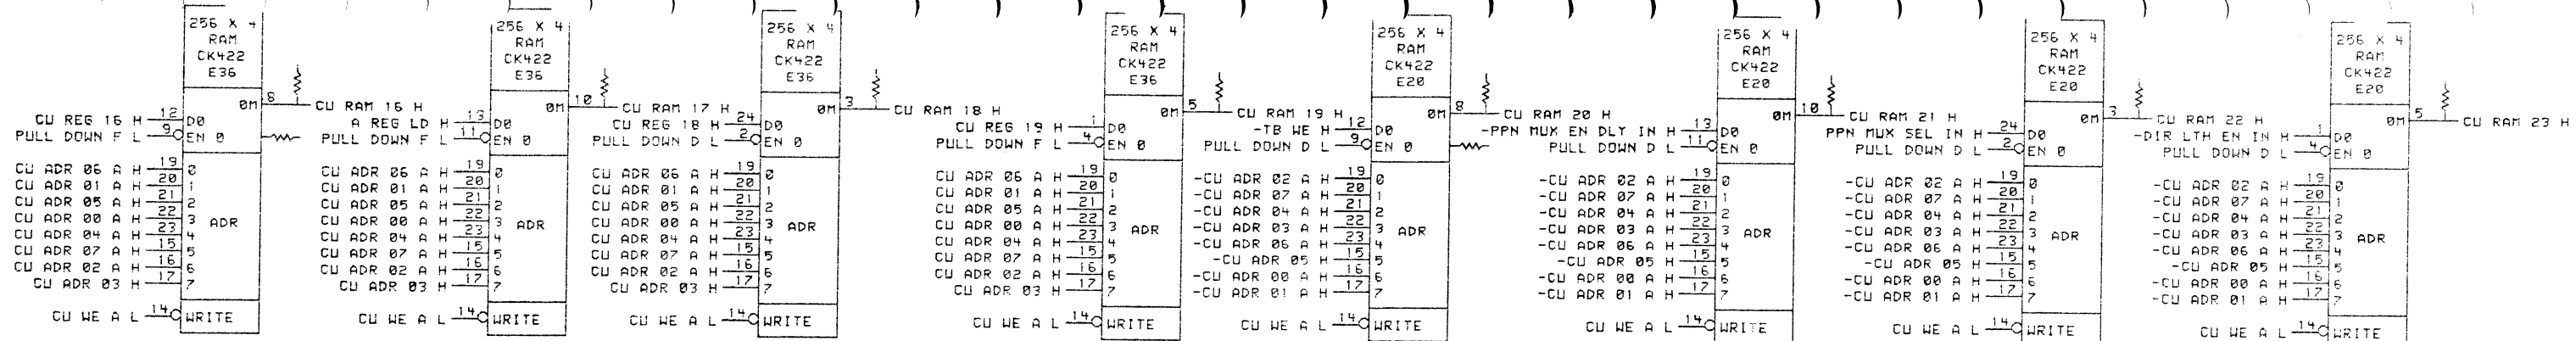 256 X 4
RAM
CK422
E36
0M 8 CU RAM 16 H
CU REG 16 H 12 D0
PULL DOWN F L 9 EN 0
CU ADR 06 A H 19 0
CU ADR 01 A H 20 1
CU ADR 05 A H 21 2
CU ADR 00 A H 22 3 ADR
CU ADR 04 A H 23 4
CU ADR 07 A H 15 5
CU ADR 02 A H 16 6
CU ADR 03 H 17 7
CU WE A L 14 WRITE
256 X 4
RAM
CK422
E36
0M 10 CU RAM 17 H
A REG LD H 13 D0
PULL DOWN F L 11 EN 0
CU ADR 06 A H 19 0
CU ADR 01 A H 20 1
CU ADR 05 A H 21 2
CU ADR 00 A H 22 3 ADR
CU ADR 04 A H 23 4
CU ADR 07 A H 15 5
CU ADR 02 A H 16 6
CU ADR 03 H 17 7
CU WE A L 14 WRITE
256 X 4
RAM
CK422
E36
0M 3 CU RAM 18 H
CU REG 18 H 24 D0
PULL DOWN D L 2 EN 0
CU ADR 06 A H 19 0
CU ADR 01 A H 20 1
CU ADR 05 A H 21 2
CU ADR 00 A H 22 3 ADR
CU ADR 04 A H 23 4
CU ADR 07 A H 15 5
CU ADR 02 A H 16 6
CU ADR 03 H 17 7
CU WE A L 14 WRITE
256 X 4
RAM
CK422
E36
0M 5 CU RAM 19 H
CU REG 19 H 1 D0
PULL DOWN F L 4 EN 0
CU ADR 06 A H 19 0
CU ADR 01 A H 20 1
CU ADR 05 A H 21 2
CU ADR 00 A H 22 3 ADR
CU ADR 04 A H 23 4
CU ADR 07 A H 15 5
CU ADR 02 A H 16 6
CU ADR 03 H 17 7
CU WE A L 14 WRITE
256 X 4
RAM
CK422
E20
0M 8 CU RAM 20 H
-TB WE H 12 D0
PULL DOWN D L 9 EN 0
-CU ADR 02 A H 19 0
-CU ADR 07 A H 20 1
-CU ADR 04 A H 21 2
-CU ADR 03 A H 22 3 ADR
-CU ADR 06 A H 23 4
-CU ADR 05 H 15 5
-CU ADR 00 A H 16 6
-CU ADR 01 A H 17 7
CU WE A L 14 WRITE
256 X 4
RAM
CK422
E20
0M 10 CU RAM 21 H
-PPN MUX EN DLY IN H 13 D0
PULL DOWN D L 11 EN 0
-CU ADR 02 A H 19 0
-CU ADR 07 A H 20 1
-CU ADR 04 A H 21 2
-CU ADR 03 A H 22 3 ADR
-CU ADR 06 A H 23 4
-CU ADR 05 H 15 5
-CU ADR 00 A H 16 6
-CU ADR 01 A H 17 7
CU WE A L 14 WRITE
256 X 4
RAM
CK422
E20
0M 3 CU RAM 22 H
PPN MUX SEL IN H 24 D0
PULL DOWN D L 2 EN 0
-CU ADR 02 A H 19 0
-CU ADR 07 A H 20 1
-CU ADR 04 A H 21 2
-CU ADR 03 A H 22 3 ADR
-CU ADR 06 A H 23 4
-CU ADR 05 H 15 5
-CU ADR 00 A H 16 6
-CU ADR 01 A H 17 7
CU WE A L 14 WRITE
256 X 4
RAM
CK422
E20
0M 5 CU RAM 23 H
-DIR LTH EN IN H 1 D0
PULL DOWN D L 4 EN 0
-CU ADR 02 A H 19 0
-CU ADR 07 A H 20 1
-CU ADR 04 A H 21 2
-CU ADR 03 A H 22 3 ADR
-CU ADR 06 A H 23 4
-CU ADR 05 H 15 5
-CU ADR 00 A H 16 6
-CU ADR 01 A H 17 7
CU WE A L 14 WRITE